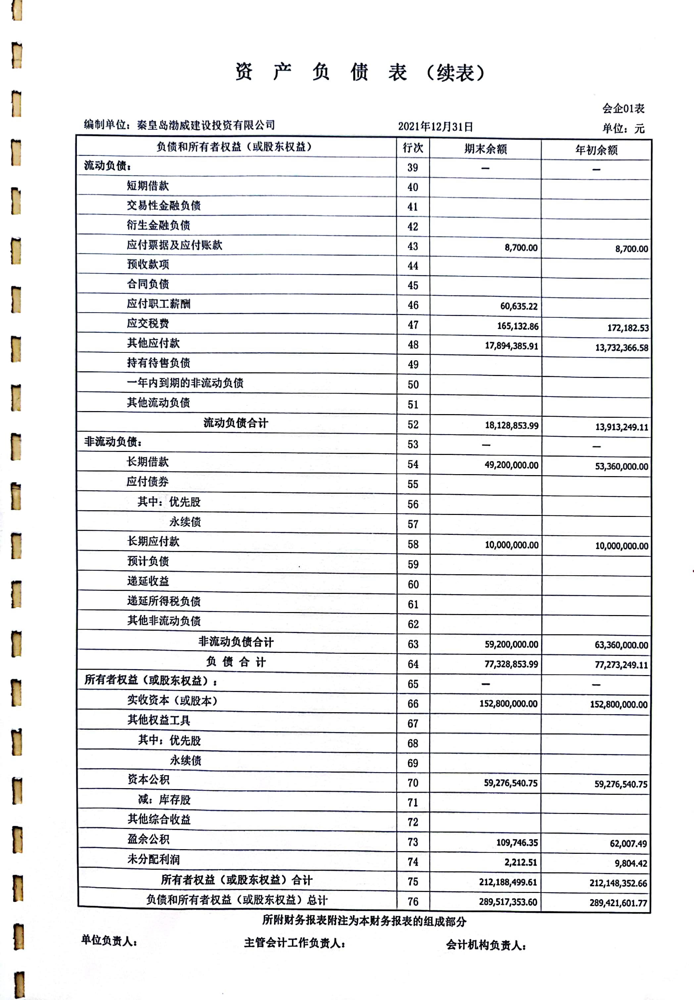 资 产 负 债 表（续表）
会企01表
编制单位：秦皇岛渤威建设投资有限公司 2021年12月31日 单位：元
负债和所有者权益（或股东权益） 行次 期末余额 年初余额
流动负债： 39 — —
短期借款 40
交易性金融负债 41
衍生金融负债 42
应付票据及应付账款 43 8,700.00 8,700.00
预收款项 44
合同负债 45
应付职工薪酬 46 60,635.22
应交税费 47 165,132.86 172,182.53
其他应付款 48 17,894,385.91 13,732,366.58
持有待售负债 49
一年内到期的非流动负债 50
其他流动负债 51
流动负债合计 52 18,128,853.99 13,913,249.11
非流动负债： 53 — —
长期借款 54 49,200,000.00 53,360,000.00
应付债券 55
其中：优先股 56
永续债 57
长期应付款 58 10,000,000.00 10,000,000.00
预计负债 59
递延收益 60
递延所得税负债 61
其他非流动负债 62
非流动负债合计 63 59,200,000.00 63,360,000.00
负 债 合 计 64 77,328,853.99 77,273,249.11
所有者权益（或股东权益）： 65 — —
实收资本（或股本） 66 152,800,000.00 152,800,000.00
其他权益工具 67
其中：优先股 68
永续债 69
资本公积 70 59,276,540.75 59,276,540.75
减：库存股 71
其他综合收益 72
盈余公积 73 109,746.35 62,007.49
未分配利润 74 2,212.51 9,804.42
所有者权益（或股东权益）合计 75 212,188,499.61 212,148,352.66
负债和所有者权益（或股东权益）总计 76 289,517,353.60 289,421,601.77
所附财务报表附注为本财务报表的组成部分
单位负责人： 主管会计工作负责人： 会计机构负责人：